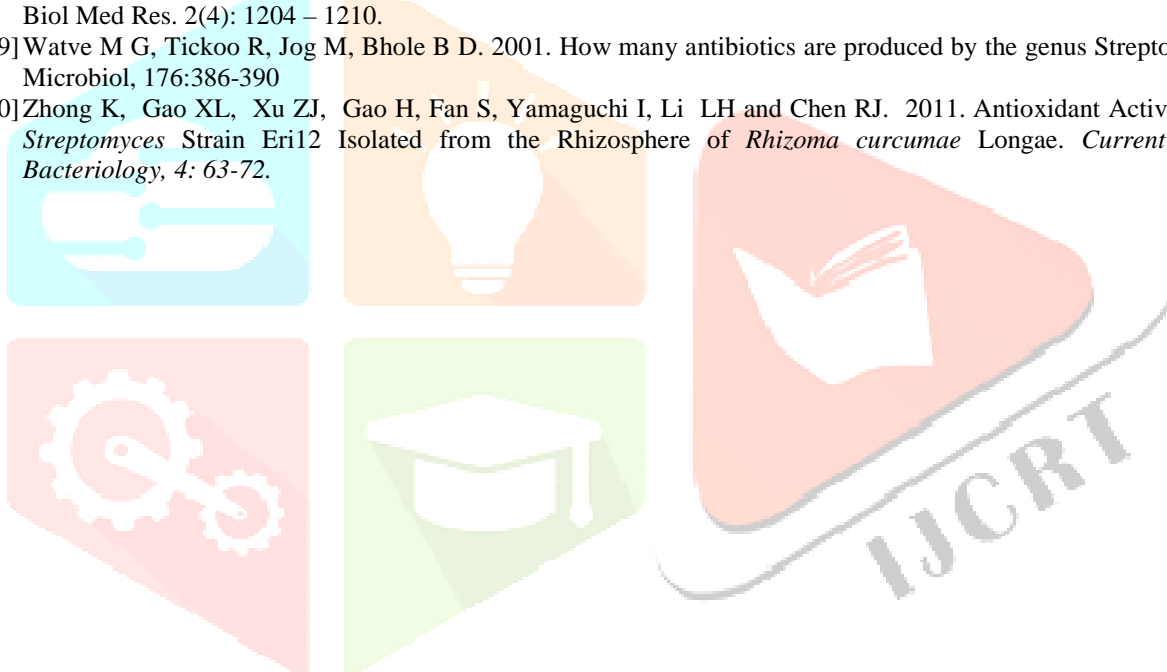 Biol Med Res. 2(4): 1204 – 1210.
9] Watve M G, Tickoo R, Jog M, Bhole B D. 2001. How many antibiotics are produced by the genus Strepto
Microbiol, 176:386-390
0] Zhong K, Gao XL, Xu ZJ, Gao H, Fan S, Yamaguchi I, Li LH and Chen RJ. 2011. Antioxidant Activ
Streptomyces Strain Eri12 Isolated from the Rhizosphere of Rhizoma curcumae Longae. Current
Bacteriology, 4: 63-72.
IJCRT